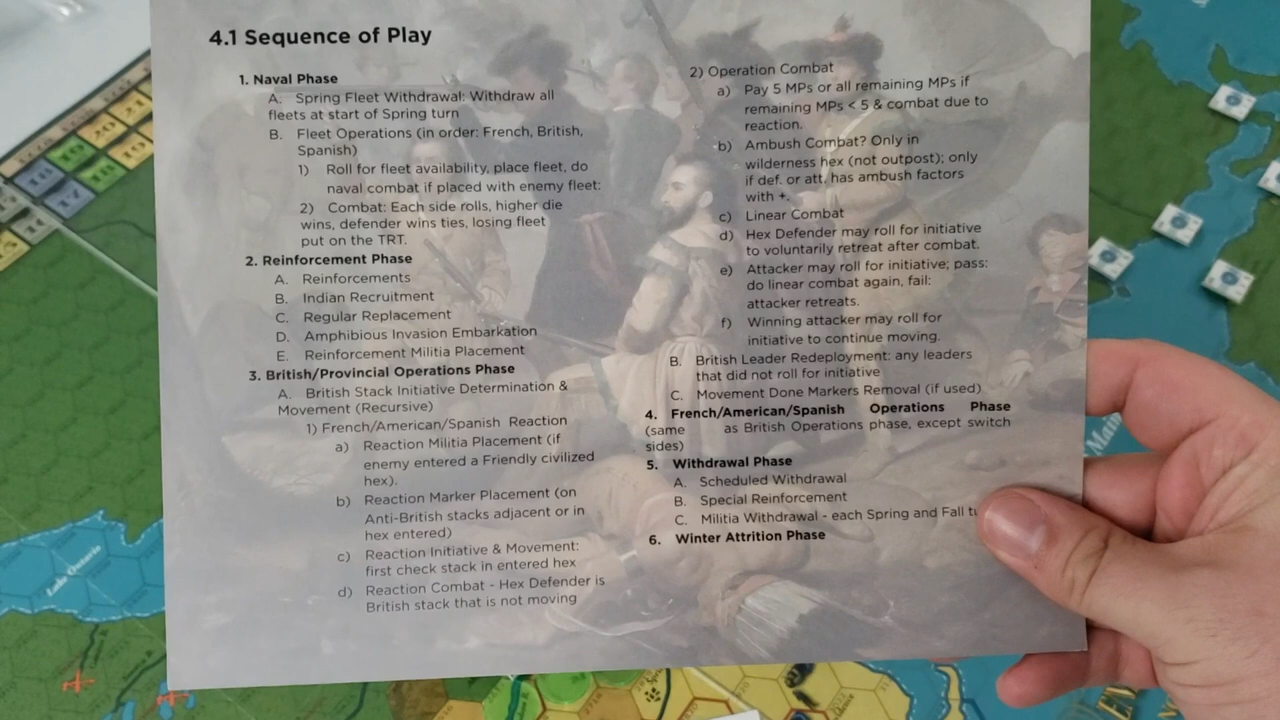 4.1 Sequence of Play
1. Naval Phase
A. Spring Fleet Withdrawal: Withdraw all
fleets at start of Spring turn
B. Fleet Operations (in order: French, British,
Spanish)
1) Roll for fleet availability, place fleet, do
naval combat if placed with enemy fleet:
2) Combat: Each side rolls, higher die
wins, defender wins ties, losing fleet
put on the TRT.
2. Reinforcement Phase
A. Reinforcements
B. Indian Recruitment
C. Regular Replacement
D. Amphibious Invasion Embarkation
E. Reinforcement Militia Placement
3. British/Provincial Operations Phase
A. British Stack Initiative Determination &
Movement (Recursive)
1) French/American/Spanish Reaction
a) Reaction Militia Placement (if
enemy entered a Friendly civilized
hex).
b) Reaction Marker Placement (on
Anti-British stacks adjacent or in
hex entered)
c) Reaction Initiative & Movement:
first check stack in entered hex
d) Reaction Combat - Hex Defender is
British stack that is not moving
2) Operation Combat
a) Pay 5 MPs or all remaining MPs if
remaining MPs < 5 & combat due to
reaction.
b) Ambush Combat? Only in
wilderness hex (not outpost); only
if def. or att. has ambush factors
with +.
c) Linear Combat
d) Hex Defender may roll for initiative
to voluntarily retreat after combat.
e) Attacker may roll for initiative; pass:
do linear combat again, fail:
attacker retreats.
f) Winning attacker may roll for
initiative to continue moving.
B. British Leader Redeployment: any leaders
that did not roll for initiative
C. Movement Done Markers Removal (if used)
4. French/American/Spanish Operations Phase
(same as British Operations phase, except switch
sides)
5. Withdrawal Phase
A. Scheduled Withdrawal
B. Special Reinforcement
C. Militia Withdrawal - each Spring and Fall
6. Winter Attrition Phase
21
20
19
19
18
18
17
16
15
Lake Ontario
Main